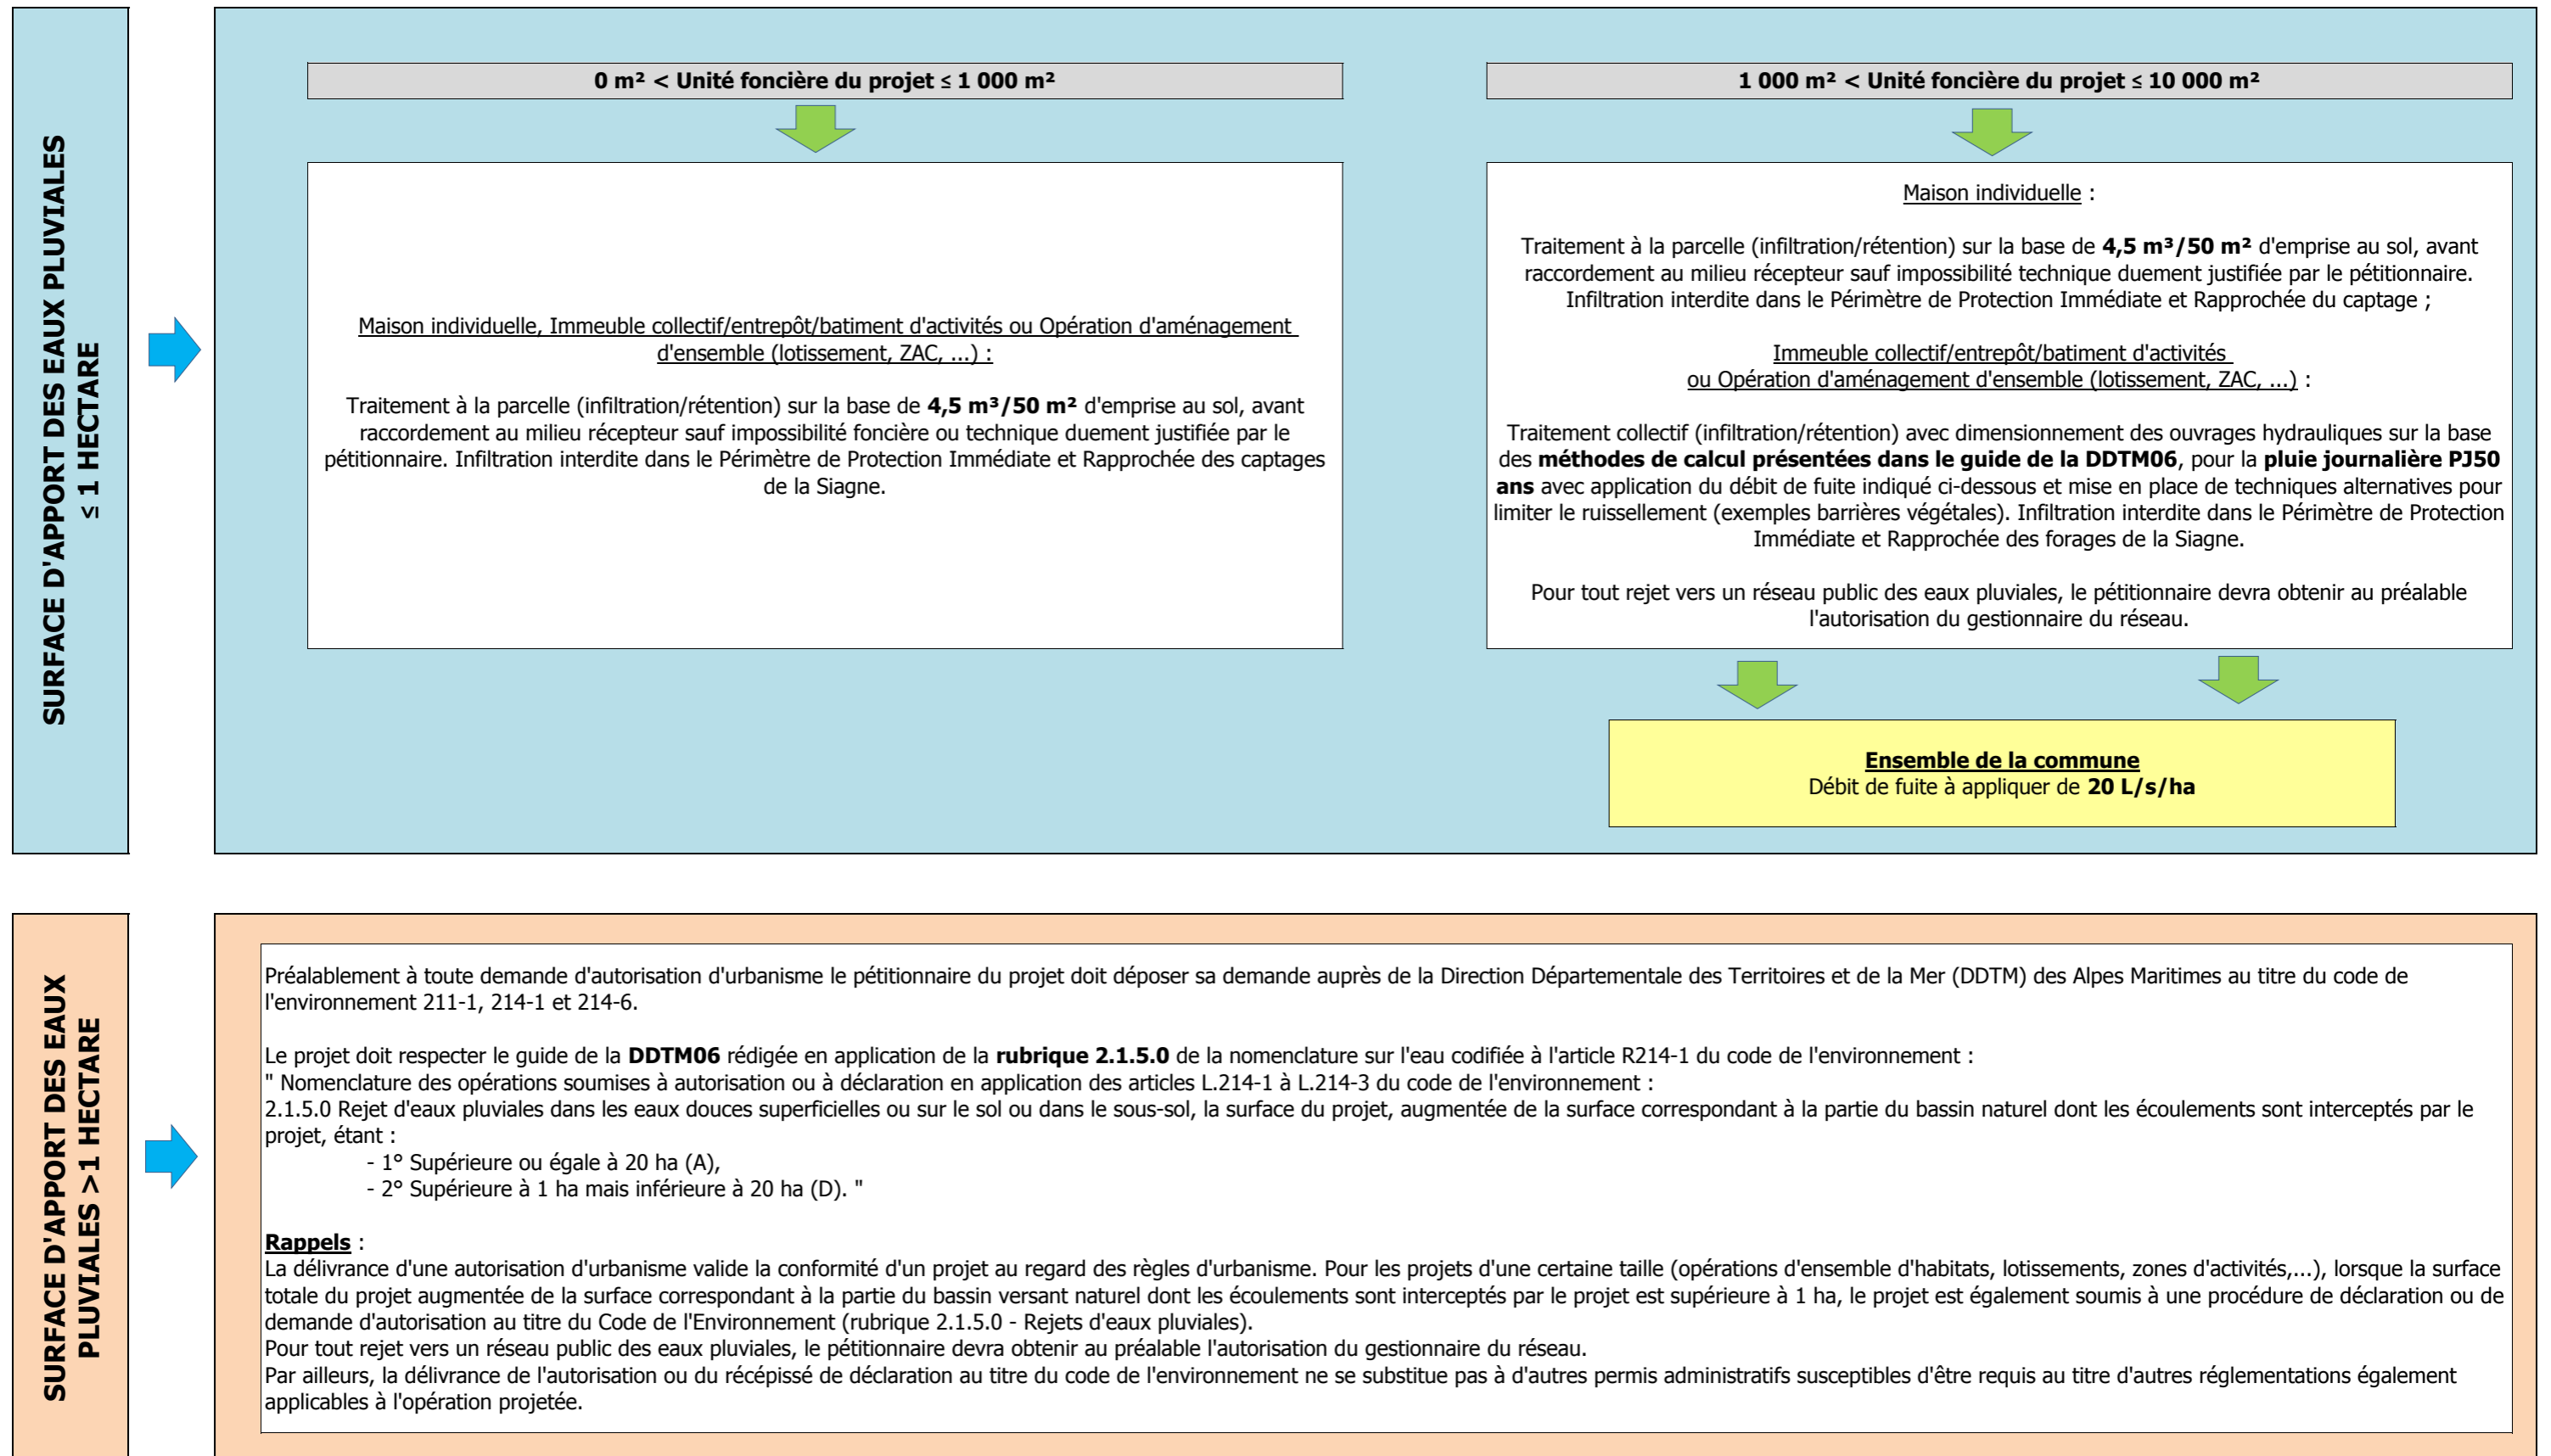 SURFACE D'APPORT DES EAUX PLUVIALES
≤ 1 HECTARE
0 m² < Unité foncière du projet ≤ 1 000 m²
Maison individuelle, Immeuble collectif/entrepôt/batiment d'activités ou Opération d'aménagement
d'ensemble (lotissement, ZAC, ...) :
Traitement à la parcelle (infiltration/rétention) sur la base de 4,5 m³/50 m² d'emprise au sol, avant
raccordement au milieu récepteur sauf impossibilité foncière ou technique duement justifiée par le
pétitionnaire. Infiltration interdite dans le Périmètre de Protection Immédiate et Rapprochée des captages
de la Siagne.
1 000 m² < Unité foncière du projet ≤ 10 000 m²
Maison individuelle :
Traitement à la parcelle (infiltration/rétention) sur la base de 4,5 m³/50 m² d'emprise au sol, avant
raccordement au milieu récepteur sauf impossibilité technique duement justifiée par le pétitionnaire.
Infiltration interdite dans le Périmètre de Protection Immédiate et Rapprochée du captage ;
Immeuble collectif/entrepôt/batiment d'activités
ou Opération d'aménagement d'ensemble (lotissement, ZAC, ...) :
Traitement collectif (infiltration/rétention) avec dimensionnement des ouvrages hydrauliques sur la base
des méthodes de calcul présentées dans le guide de la DDTM06, pour la pluie journalière PJ50
ans avec application du débit de fuite indiqué ci-dessous et mise en place de techniques alternatives pour
limiter le ruissellement (exemples barrières végétales). Infiltration interdite dans le Périmètre de Protection
Immédiate et Rapprochée des forages de la Siagne.
Pour tout rejet vers un réseau public des eaux pluviales, le pétitionnaire devra obtenir au préalable
l'autorisation du gestionnaire du réseau.
Ensemble de la commune
Débit de fuite à appliquer de 20 L/s/ha
SURFACE D'APPORT DES EAUX
PLUVIALES >1 HECTARE
Préalablement à toute demande d'autorisation d'urbanisme le pétitionnaire du projet doit déposer sa demande auprès de la Direction Départementale des Territoires et de la Mer (DDTM) des Alpes Maritimes au titre du code de
l'environnement 211-1, 214-1 et 214-6.
Le projet doit respecter le guide de la DDTM06 rédigée en application de la rubrique 2.1.5.0 de la nomenclature sur l'eau codifiée à l'article R214-1 du code de l'environnement :
" Nomenclature des opérations soumises à autorisation ou à déclaration en application des articles L.214-1 à L.214-3 du code de l'environnement :
2.1.5.0 Rejet d'eaux pluviales dans les eaux douces superficielles ou sur le sol ou dans le sous-sol, la surface du projet, augmentée de la surface correspondant à la partie du bassin naturel dont les écoulements sont interceptés par le
projet, étant :
- 1° Supérieure ou égale à 20 ha (A),
- 2° Supérieure à 1 ha mais inférieure à 20 ha (D). "
Rappels :
La délivrance d'une autorisation d'urbanisme valide la conformité d'un projet au regard des règles d'urbanisme. Pour les projets d'une certaine taille (opérations d'ensemble d'habitats, lotissements, zones d'activités,...), lorsque la surface
totale du projet augmentée de la surface correspondant à la partie du bassin versant naturel dont les écoulements sont interceptés par le projet est supérieure à 1 ha, le projet est également soumis à une procédure de déclaration ou de
demande d'autorisation au titre du Code de l'Environnement (rubrique 2.1.5.0 - Rejets d'eaux pluviales).
Pour tout rejet vers un réseau public des eaux pluviales, le pétitionnaire devra obtenir au préalable l'autorisation du gestionnaire du réseau.
Par ailleurs, la délivrance de l'autorisation ou du récépissé de déclaration au titre du code de l'environnement ne se substitue pas à d'autres permis administratifs susceptibles d'être requis au titre d'autres réglementations également
applicables à l'opération projetée.